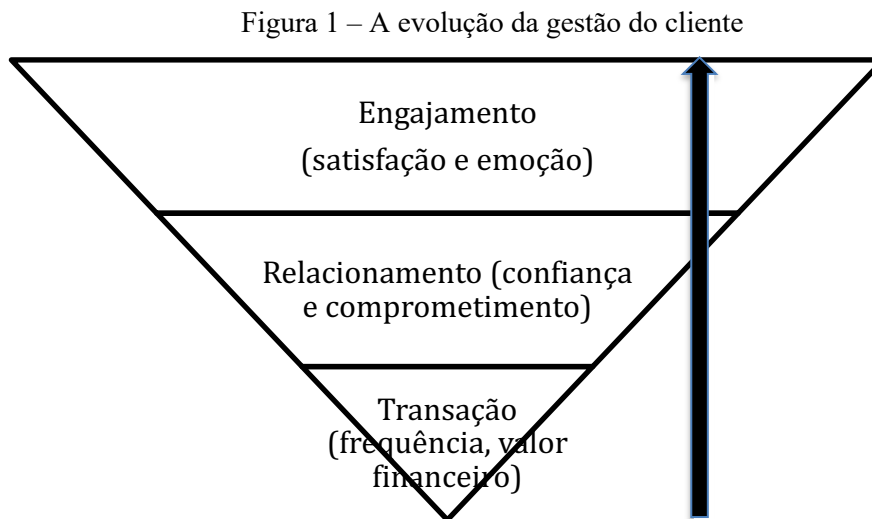 Figura 1 – A evolução da gestão do cliente
Engajamento
(satisfação e emoção)
Relacionamento (confiança
e comprometimento)
Transação
(frequência, valor
financeiro)